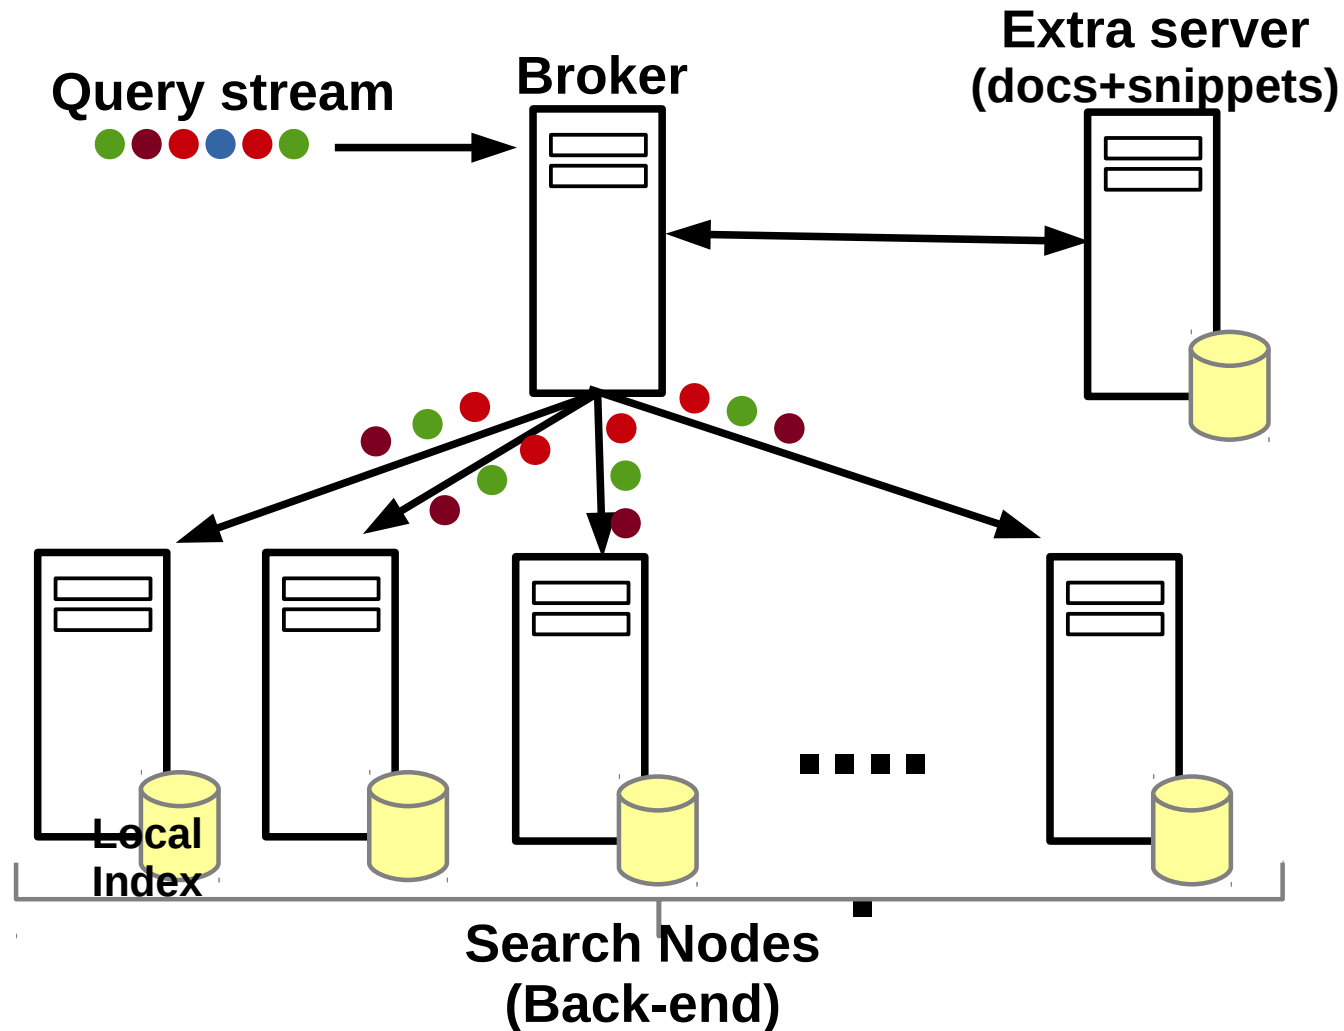 Extra server
(docs+snippets)
Broker
Query stream
Local
Index
Search Nodes
(Back-end)